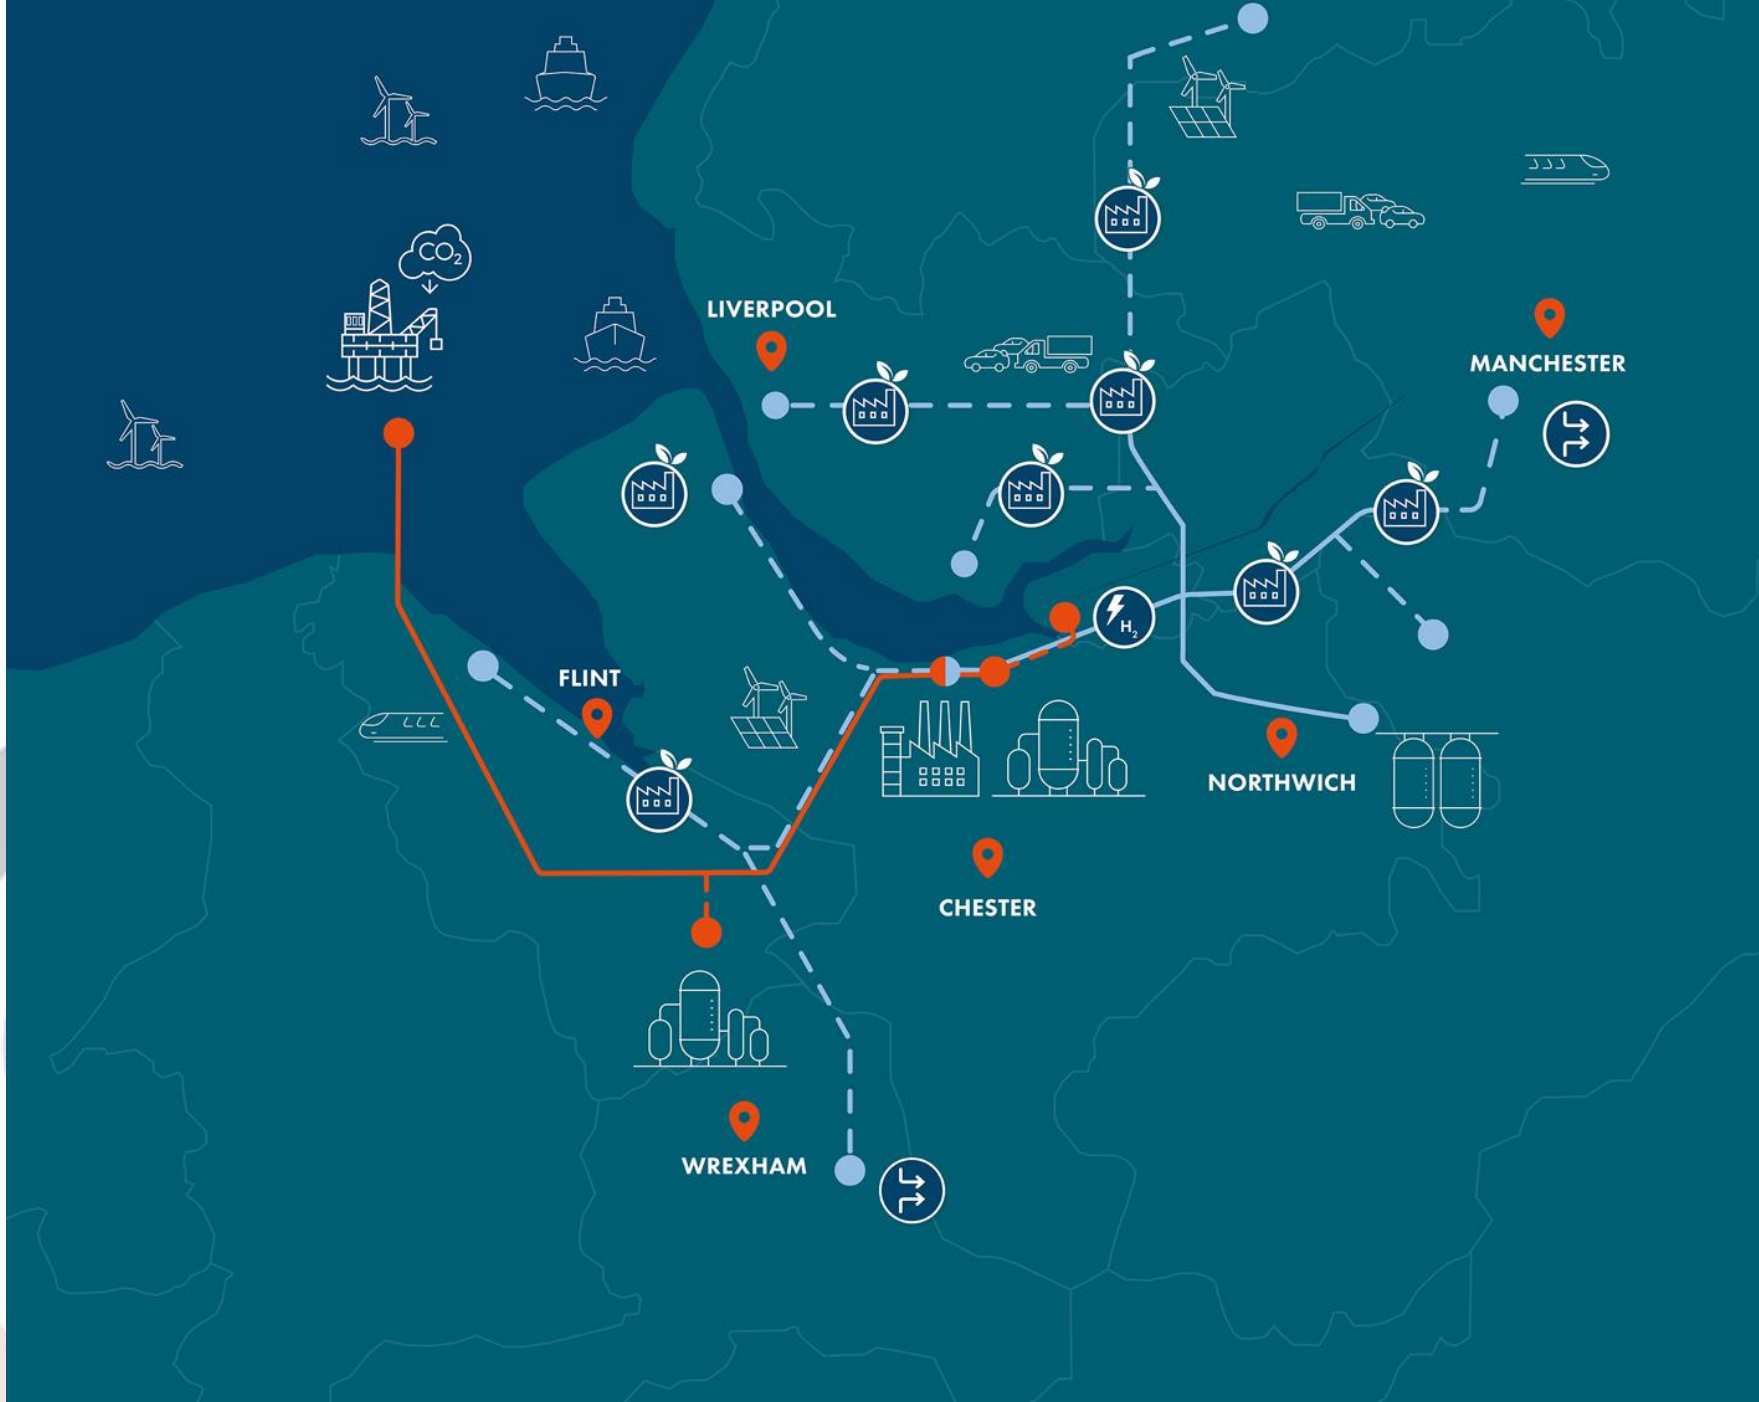 CO₂
LIVERPOOL
MANCHESTER
H₂
FLINT
NORTHWICH
CHESTER
WREXHAM